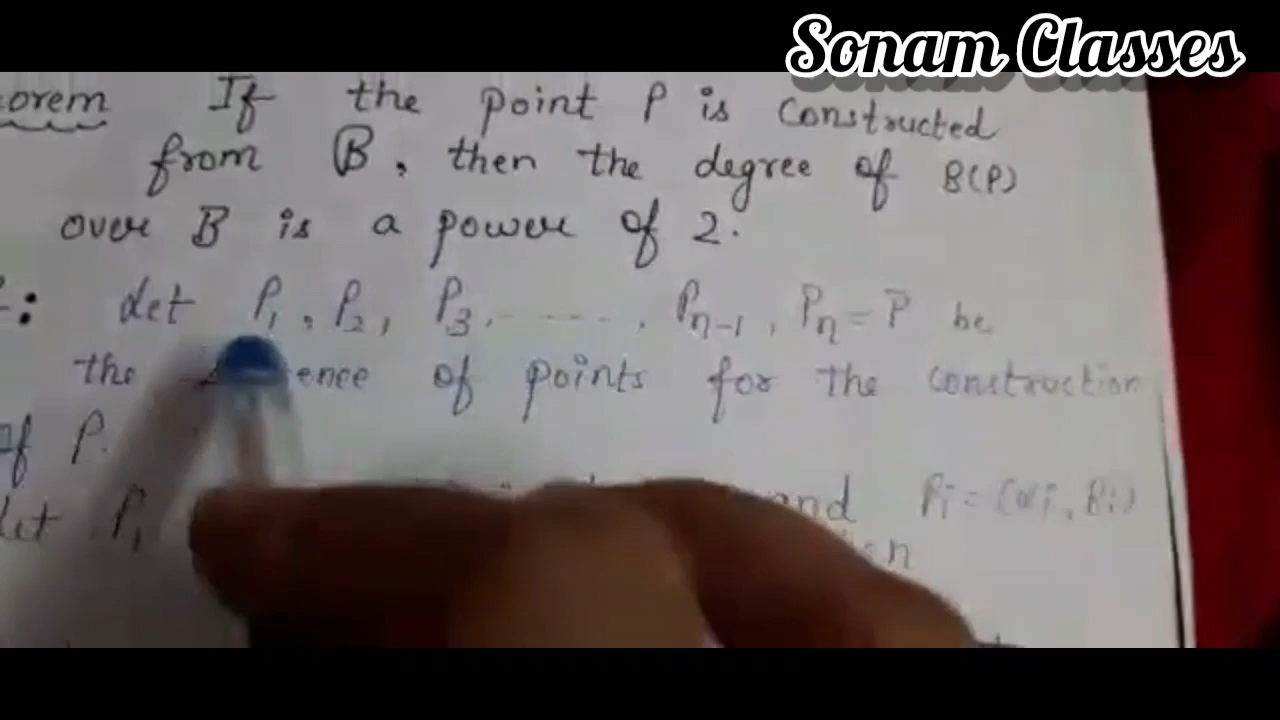 Sonam Classes
orem If the point P is Constructed
from B, then the degree of B(P)
over B is a power of 2.
: Let P1, P2, P3, ------, Pn-1, Pn = P be
the ence of points for the construction
of P.
Let P1 and Pi = (αi, Bi)